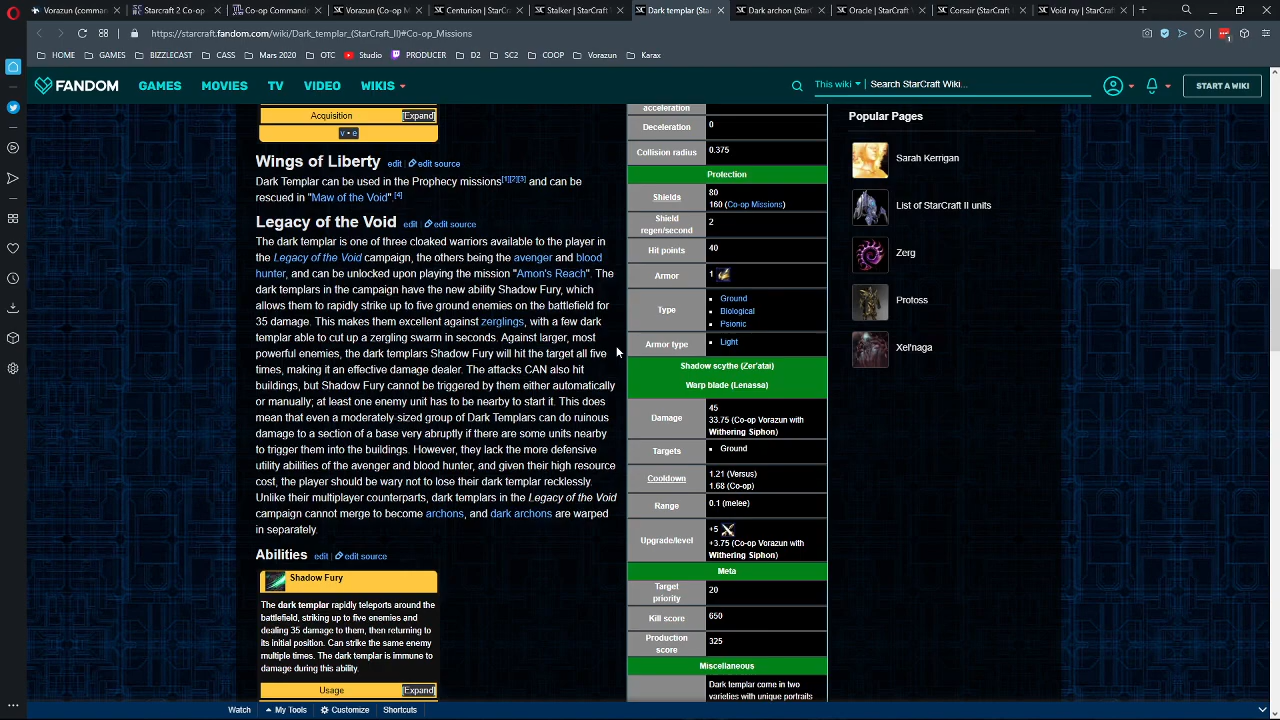 Vorazun (comman
Starcraft 2 Co-op
Co-op Commande
Vorazun (Co-op M
Centurion | StarCra
Stalker | StarCraft
Dark templar (Star
Dark archon (StarC
Oracle | StarCraft W
Corsair (StarCraft
Void ray | StarCraft
https://starcraft.fandom.com/wiki/Dark_templar_(StarCraft_II)#Co-op_Missions
HOME GAMES BIZZLECAST CASS Mars 2020 OTC Studio PRODUCER D2 SC2 COOP Vorazun Karax
FANDOM GAMES MOVIES TV VIDEO WIKIS This wiki Search StarCraft Wiki... START A WIKI
Acquisition [Expand]
v • e
Wings of Liberty edit edit source
Dark Templar can be used in the Prophecy missions[1][2][3] and can be
rescued in "Maw of the Void".[4]
Legacy of the Void edit edit source
The dark templar is one of three cloaked warriors available to the player in
the Legacy of the Void campaign, the others being the avenger and blood
hunter, and can be unlocked upon playing the mission "Amon's Reach". The
dark templars in the campaign have the new ability Shadow Fury, which
allows them to rapidly strike up to five ground enemies on the battlefield for
35 damage. This makes them excellent against zerglings, with a few dark
templar able to cut up a zergling swarm in seconds. Against larger, most
powerful enemies, the dark templars Shadow Fury will hit the target all five
times, making it an effective damage dealer. The attacks CAN also hit
buildings, but Shadow Fury cannot be triggered by them either automatically
or manually; at least one enemy unit has to be nearby to start it. This does
mean that even a moderately-sized group of Dark Templars can do ruinous
damage to a section of a base very abruptly if there are some units nearby
to trigger them into the buildings. However, they lack the more defensive
utility abilities of the avenger and blood hunter, and given their high resource
cost, the player should be wary not to lose their dark templar recklessly.
Unlike their multiplayer counterparts, dark templars in the Legacy of the Void
campaign cannot merge to become archons, and dark archons are warped
in separately.
Abilities edit edit source
Shadow Fury
The dark templar rapidly teleports around the
battlefield, striking up to five enemies and
dealing 35 damage to them, then returning to
its initial position. Can strike the same enemy
multiple times. The dark templar is immune to
damage during this ability.
Usage [Expand]
acceleration
Deceleration 0
Collision radius 0.375
Protection
Shields 80
160 (Co-op Missions)
Shield
regen/second 2
Hit points 40
Armor 1
Type Ground
Biological
Psionic
Armor type Light
Shadow scythe (Zer'atai)
Warp blade (Lenassa)
Damage 45
33.75 (Co-op Vorazun with
Withering Siphon)
Targets Ground
Cooldown 1.21 (Versus)
1.68 (Co-op)
Range 0.1 (melee)
Upgrade/level +5
+3.75 (Co-op Vorazun with
Withering Siphon)
Meta
Target
priority 20
Kill score 650
Production
score 325
Miscellaneous
Dark templar come in two
varieties with unique portraits
Popular Pages
Sarah Kerrigan
List of StarCraft II units
Zerg
Protoss
Xel'naga
Watch My Tools Customize Shortcuts